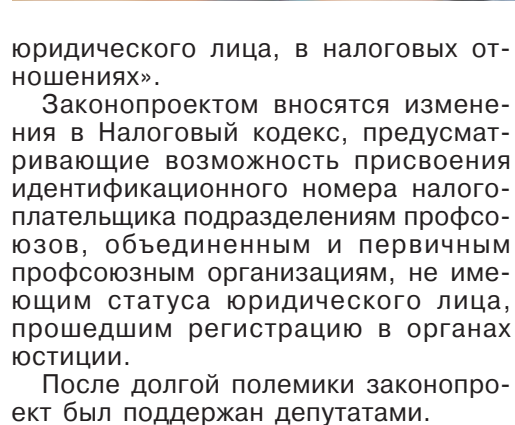 юридического лица, в налоговых от-
ношениях».
Законопроектом вносятся измене-
ния в Налоговый кодекс, предусмат-
ривающие возможность присвоения
идентификационного номера налого-
плательщика подразделениям профсо-
юзов, объединенным и первичным
профсоюзным организациям, не име-
ющим статуса юридического лица,
прошедшим регистрацию в органах
юстиции.
После долгой полемики законопро-
ект был поддержан депутатами.